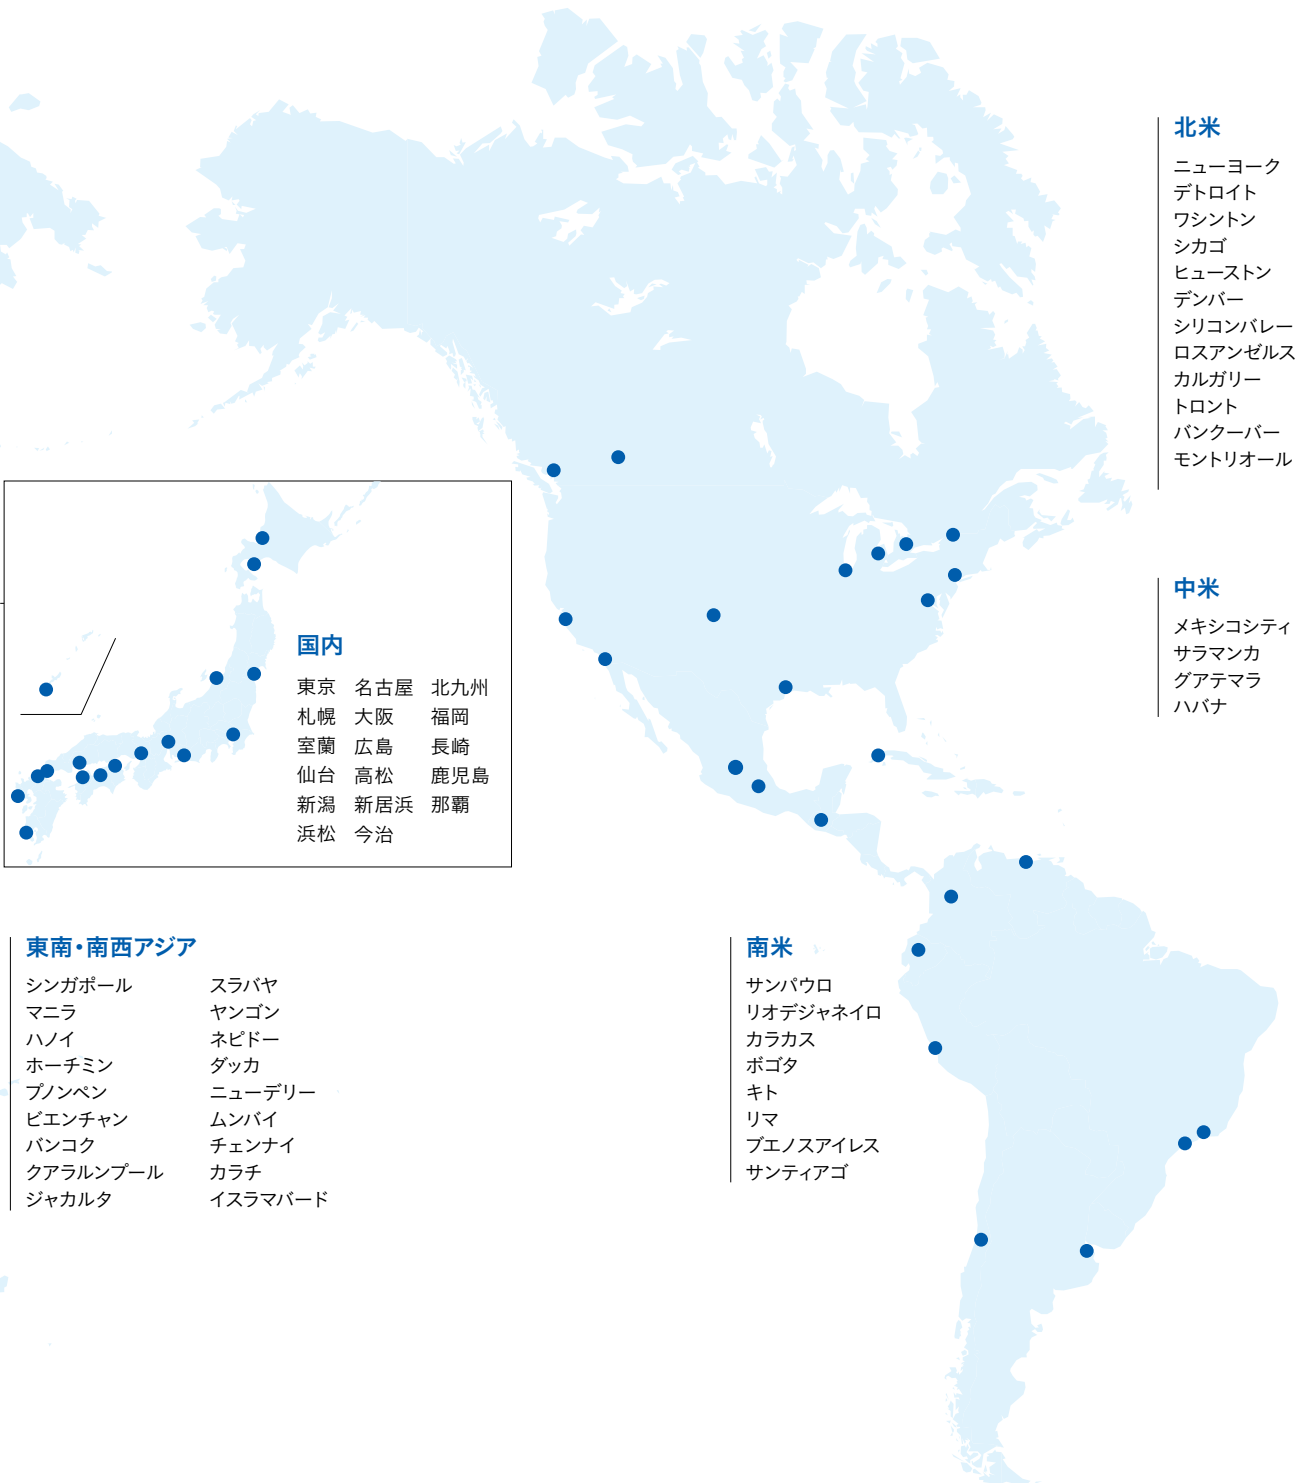 北米
ニューヨーク
デトロイト
ワシントン
シカゴ
ヒューストン
デンバー
シリコンバレー
ロスアンゼルス
カルガリー
トロント
バンクーバー
モントリオール
中米
メキシコシティ
サラマンカ
グアテマラ
ハバナ
国内
東京 名古屋 北九州
札幌 大阪 福岡
室蘭 広島 長崎
仙台 高松 鹿児島
新潟 新居浜 那覇
浜松 今治
東南・南西アジア
シンガポール
マニラ
ハノイ
ホーチミン
プノンペン
ビエンチャン
バンコク
クアラルンプール
ジャカルタ
スラバヤ
ヤンゴン
ネピドー
ダッカ
ニューデリー
ムンバイ
チェンナイ
カラチ
イスラマバード
南米
サンパウロ
リオデジャネイロ
カラカス
ボゴタ
キト
リマ
ブエノスアイレス
サンティアゴ